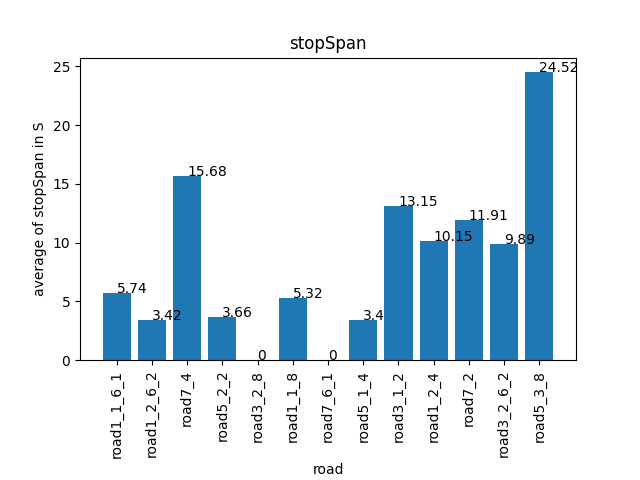 stopSpan
average of stopSpan in S
25
20
15
10
5
0
5.74
3.42
15.68
3.66
0
5.32
0
3.4
13.15
10.15
11.91
9.89
24.52
road1_1_6_1
road1_2_6_2
road7_4
road5_2_2
road3_2_8
road1_1_8
road7_6_1
road5_1_4
road3_1_2
road1_2_4
road7_2
road3_2_6_2
road5_3_8
road